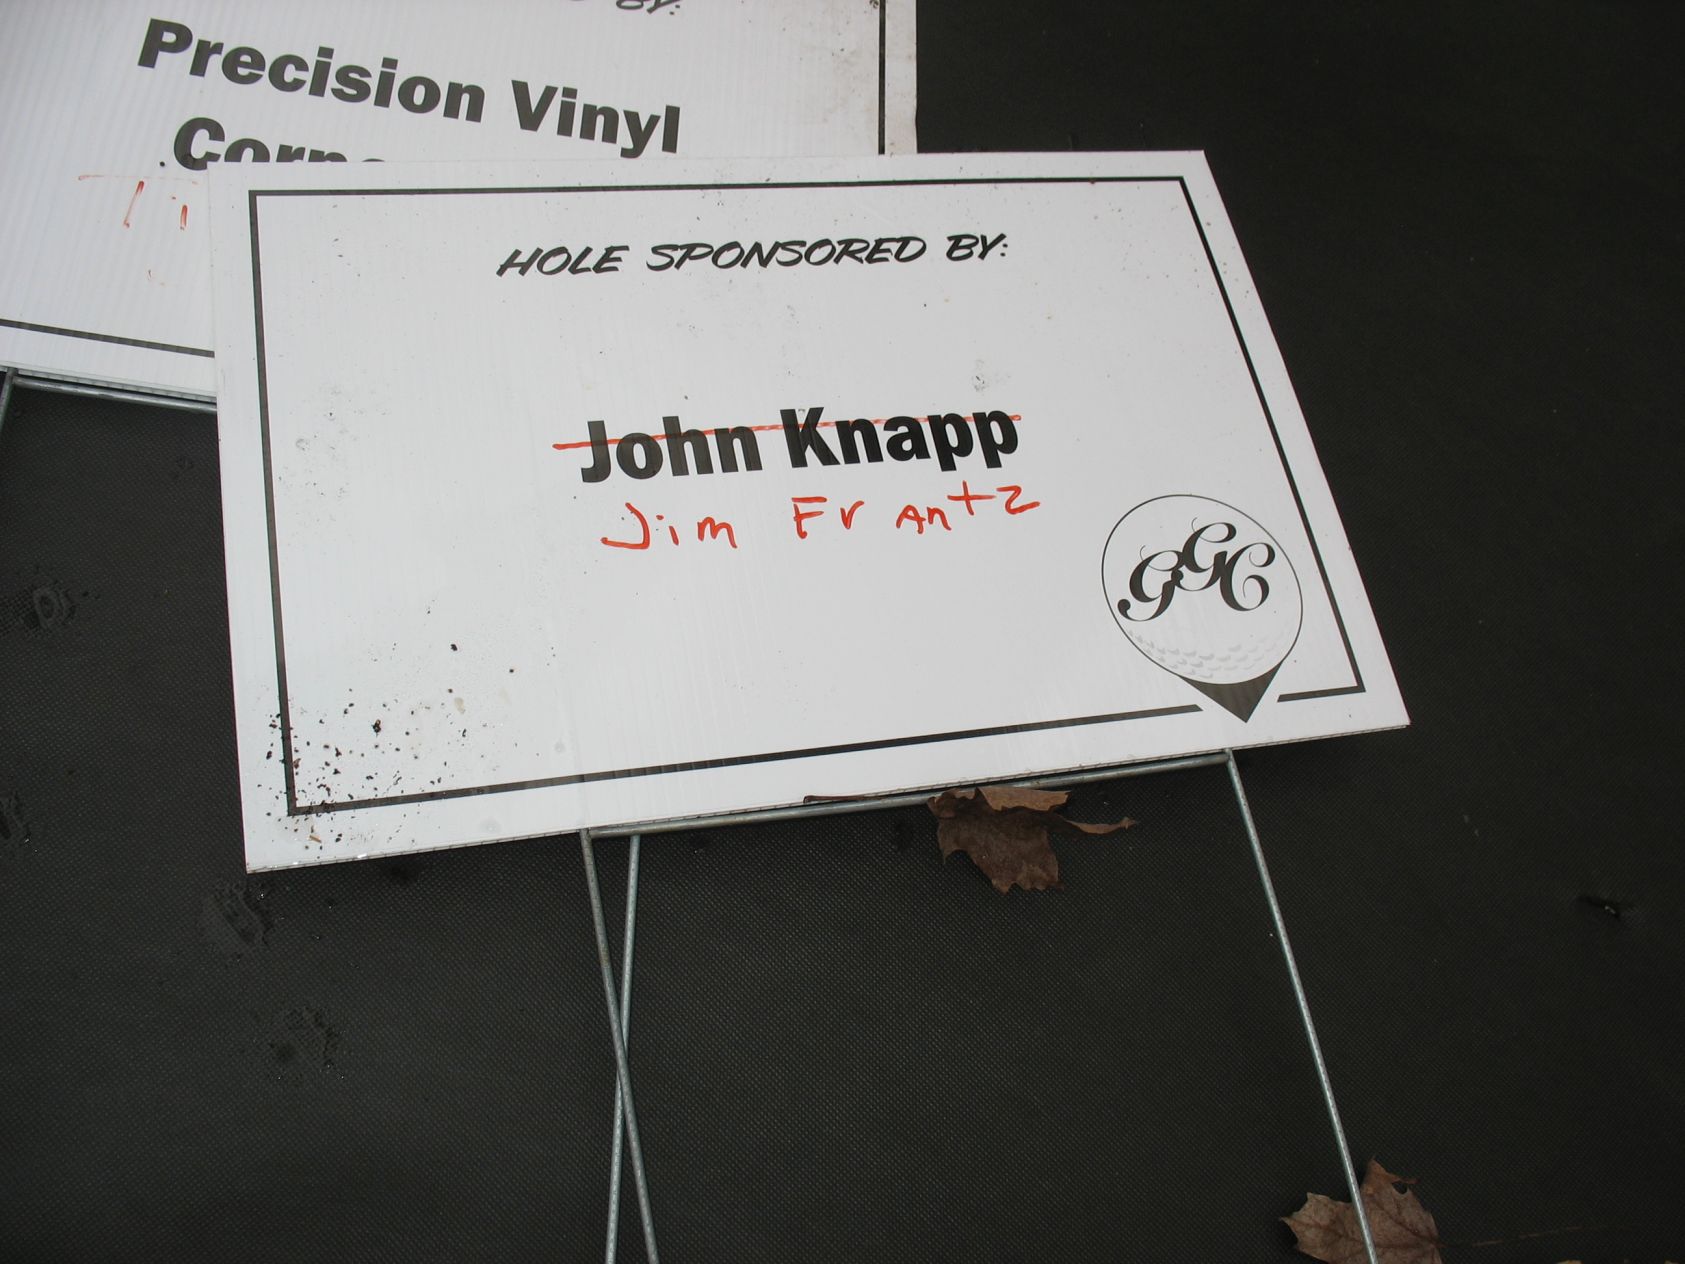 Precision Vinyl
HOLE SPONSORED BY:
John Knapp
Jim Frantz
GGC